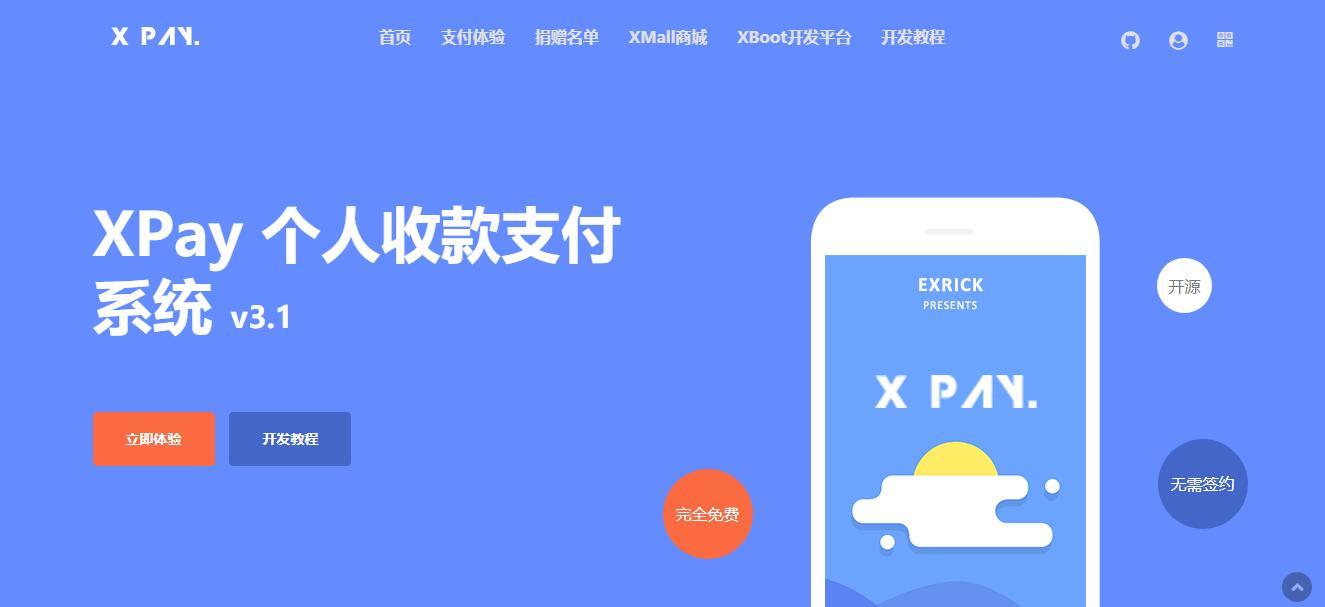 X PAY.
首页 支付体验 捐赠名单 XMall商城 XBoot开发平台 开发教程
XPay 个人收款支付
系统 v3.1
立即体验 开发教程
EXRICK
PRESENTS
X PAY.
开源
无需签约
完全免费